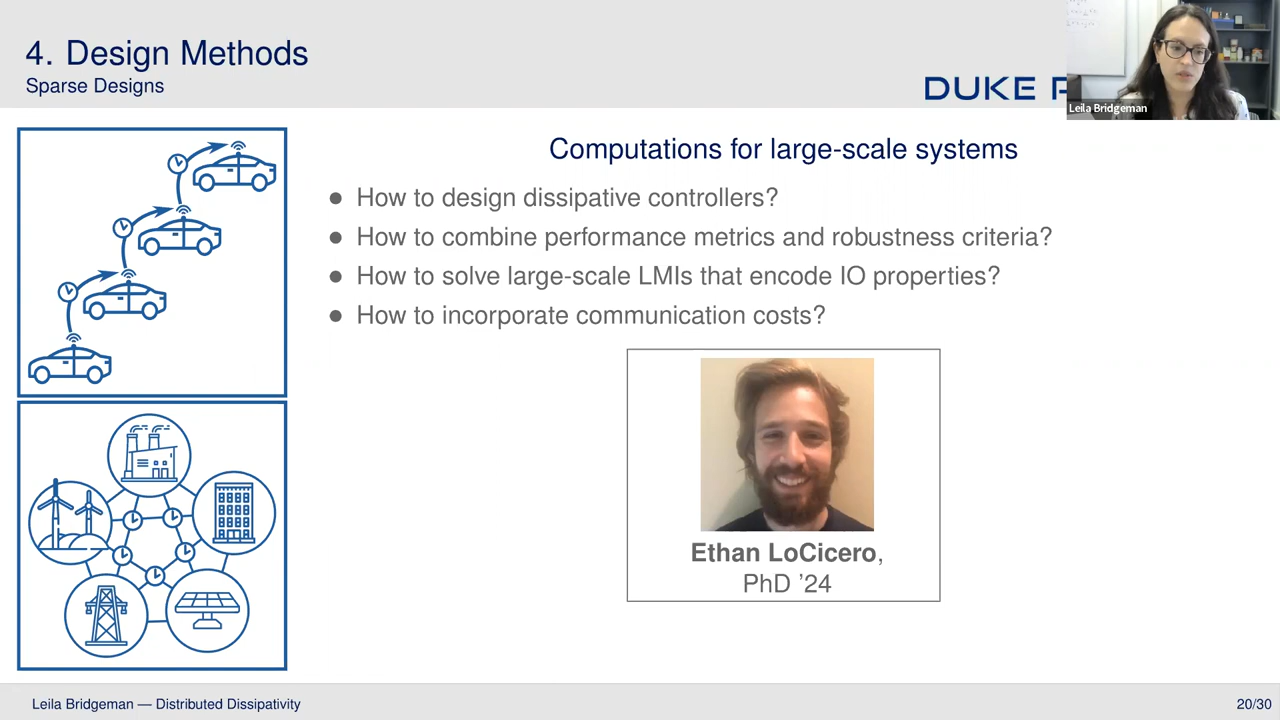 4. Design Methods
Sparse Designs
DUKE
Leila Bridgeman
Computations for large-scale systems
● How to design dissipative controllers?
● How to combine performance metrics and robustness criteria?
● How to solve large-scale LMIs that encode IO properties?
● How to incorporate communication costs?
Ethan LoCicero,
PhD ’24
Leila Bridgeman — Distributed Dissipativity
20/30